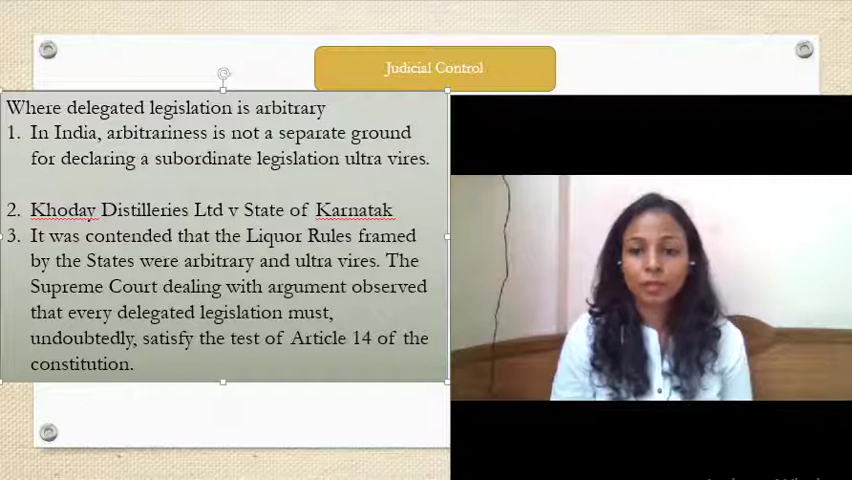 Judicial Control
Where delegated legislation is arbitrary
1. In India, arbitrariness is not a separate ground
for declaring a subordinate legislation ultra vires.
2. Khoday Distilleries Ltd v State of Karnatak
3. It was contended that the Liquor Rules framed
by the States were arbitrary and ultra vires. The
Supreme Court dealing with argument observed
that every delegated legislation must,
undoubtedly, satisfy the test of Article 14 of the
constitution.